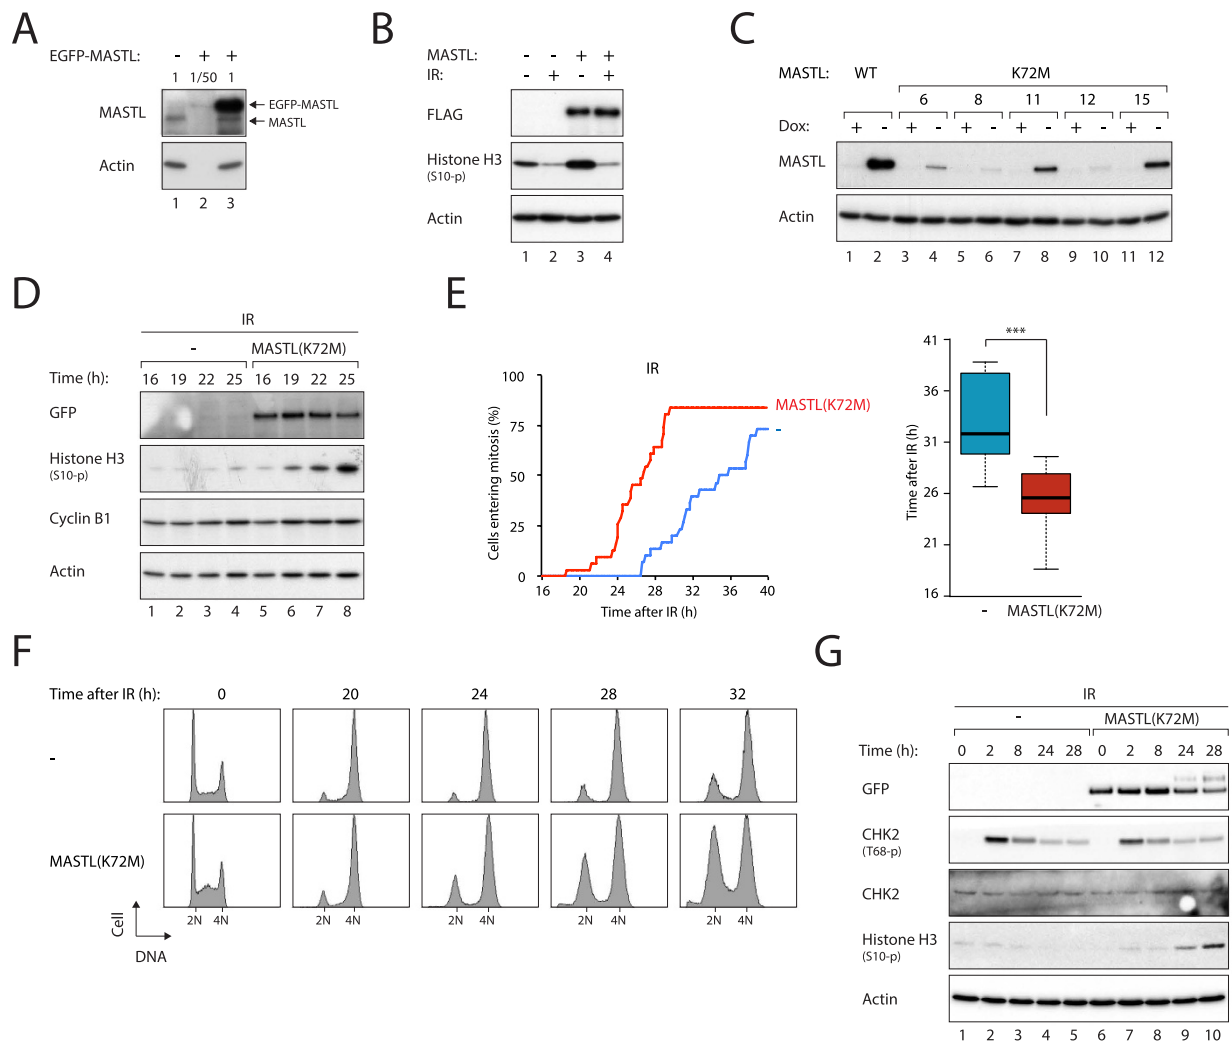 A
EGFP-MASTL: - + +
1 1/50 1
MASTL
EGFP-MASTL
MASTL
Actin
1 2 3
B
MASTL: - - + +
IR: - + - +
FLAG
Histone H3
(S10-p)
Actin
1 2 3 4
C
MASTL: WT K72M
6 8 11 12 15
Dox: + - + - + - + - + - + -
MASTL
Actin
1 2 3 4 5 6 7 8 9 10 11 12
D
IR
- MASTL(K72M)
Time (h): 16 19 22 25 16 19 22 25
GFP
Histone H3
(S10-p)
Cyclin B1
Actin
1 2 3 4 5 6 7 8
E
IR
Cells entering mitosis (%)
100
75
50
25
0
16 20 24 28 32 36 40
Time after IR (h)
MASTL(K72M)
-
***
Time after IR (h)
41
36
31
26
21
16
- MASTL(K72M)
F
Time after IR (h): 0 20 24 28 32
-
MASTL(K72M)
2N 4N 2N 4N 2N 4N 2N 4N 2N 4N
Cell
DNA
G
IR
- MASTL(K72M)
Time (h): 0 2 8 24 28 0 2 8 24 28
GFP
CHK2
(T68-p)
CHK2
Histone H3
(S10-p)
Actin
1 2 3 4 5 6 7 8 9 10